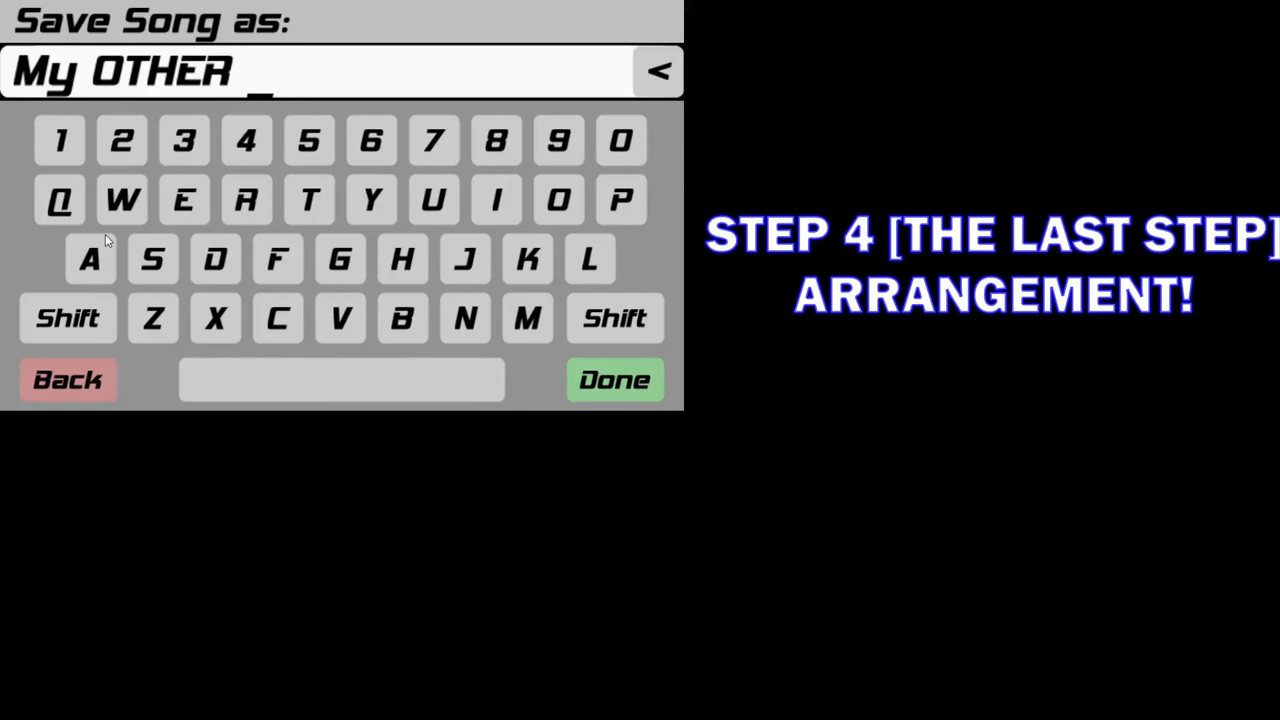 Save Song as:
My OTHER _
<
1 2 3 4 5 6 7 8 9 0
Q W E R T Y U I O P
A S D F G H J K L
Shift Z X C V B N M Shift
Back Done
STEP 4 [THE LAST STEP]
ARRANGEMENT!